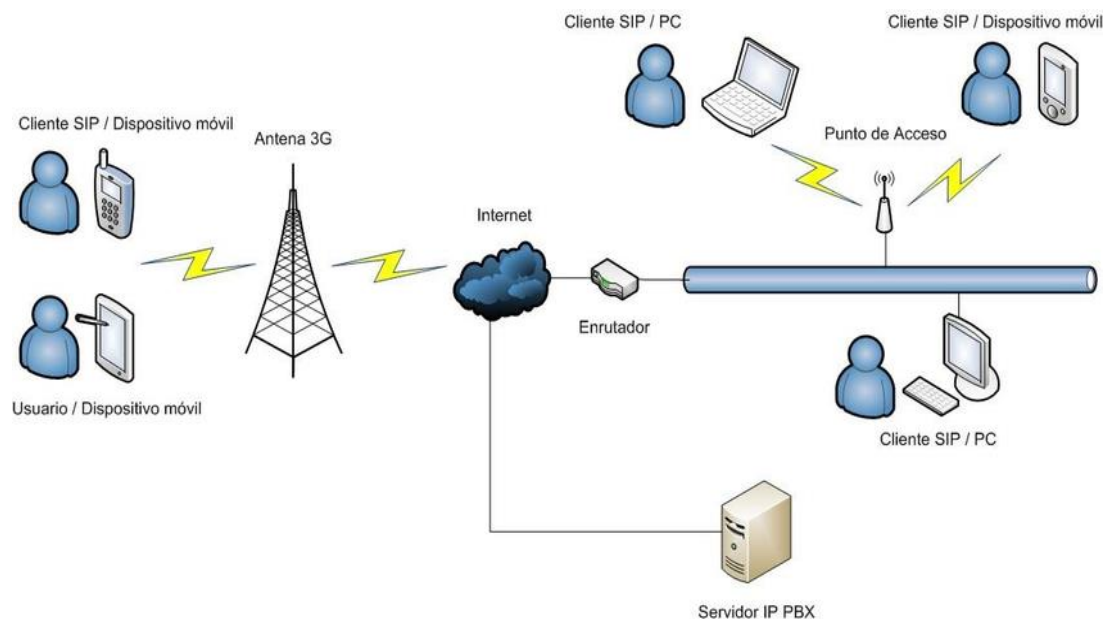 Cliente SIP / PC
Cliente SIP / Dispositivo móvil
Cliente SIP / Dispositivo móvil
Antena 3G
Punto de Acceso
Internet
Enrutador
Usuario / Dispositivo móvil
Cliente SIP / PC
Servidor IP PBX